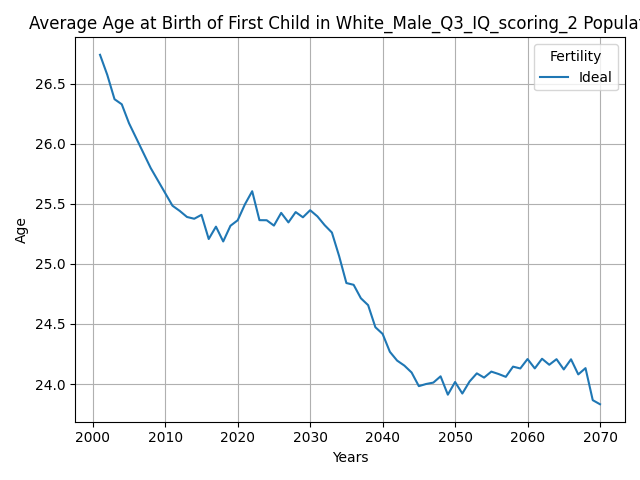 Average Age at Birth of First Child in White_Male_Q3_IQ_scoring_2 Populat
Fertility
Ideal
26.5
26.0
25.5
25.0
24.5
24.0
Age
2000 2010 2020 2030 2040 2050 2060 2070
Years